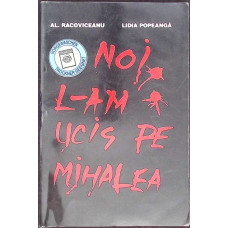 AL. RACOVICEANU LIDIA POPEANGĂ
NOI
L-AM
UCIS PE
MIHALEA